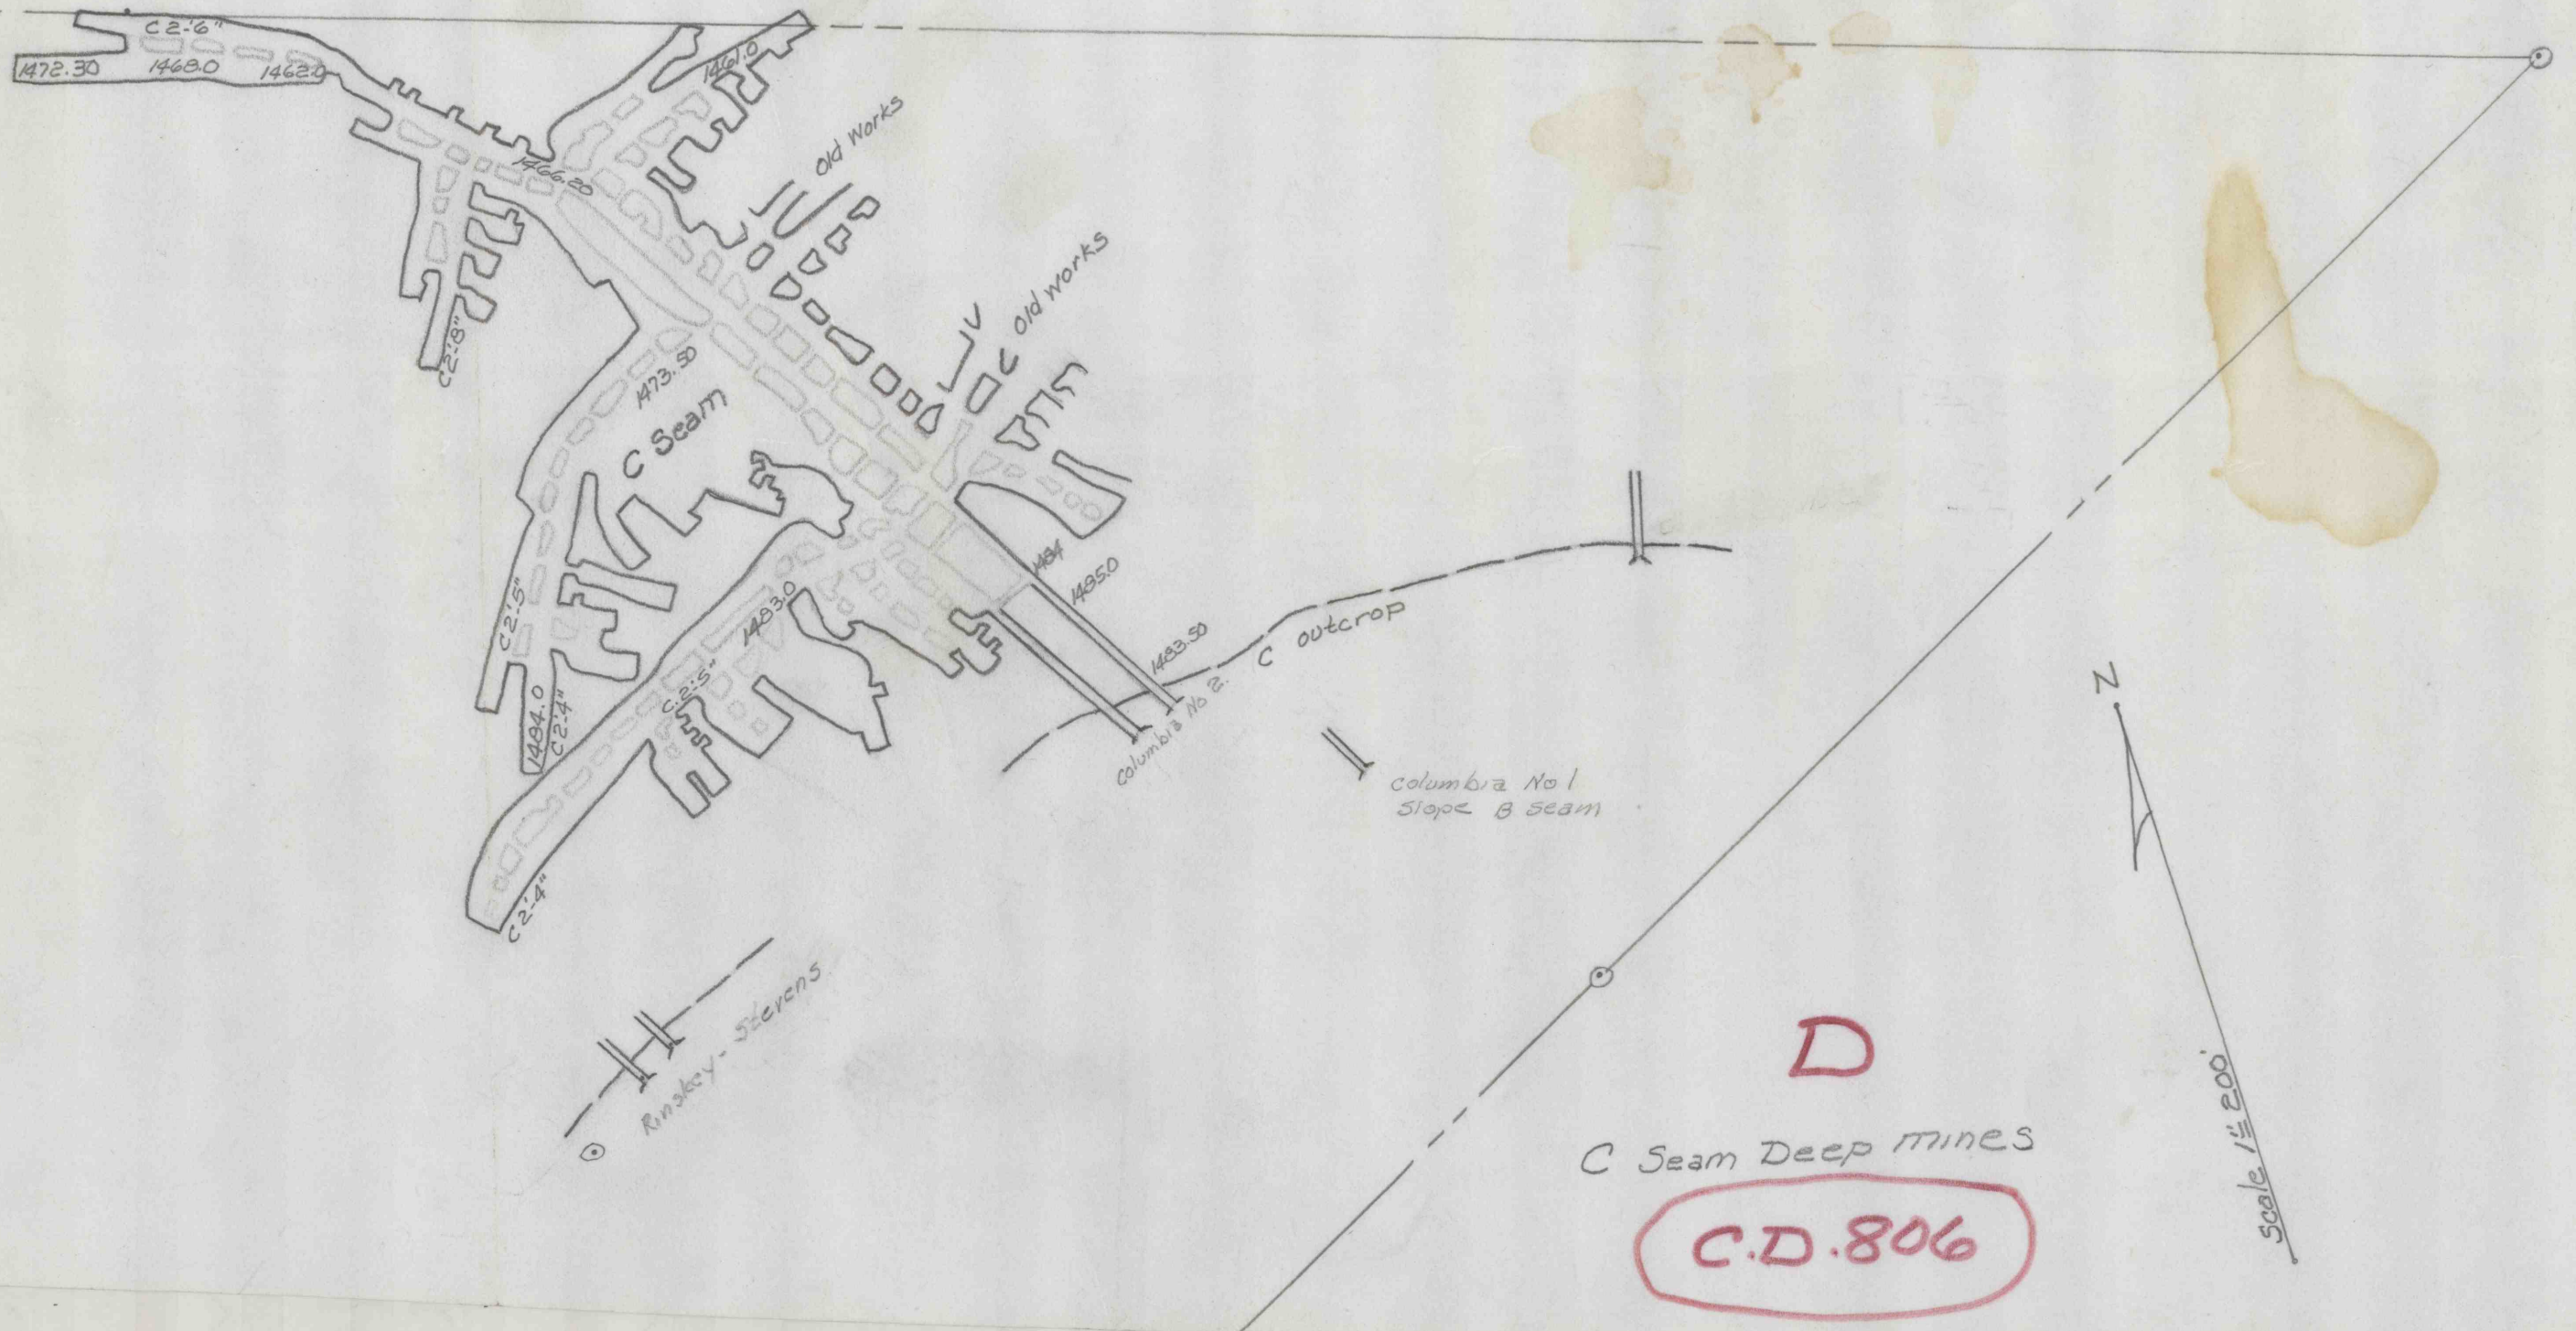 C 2'-6"
1472.30
1468.0
1462.0
1461.0
1466.20
Old Works
Old Works
C 2'-8"
1473.50
C Seam
C 2'-5"
1484
1485.0
1483.0
1483.50
C outcrop
C 2'-5"
1484.0
C 2'-4"
Columbia No 2.
Columbia No 1
Slope B Seam
C 2'-4"
Rinskey - Stevens
N
Scale 1"=200'
D
C Seam Deep Mines
C.D.806